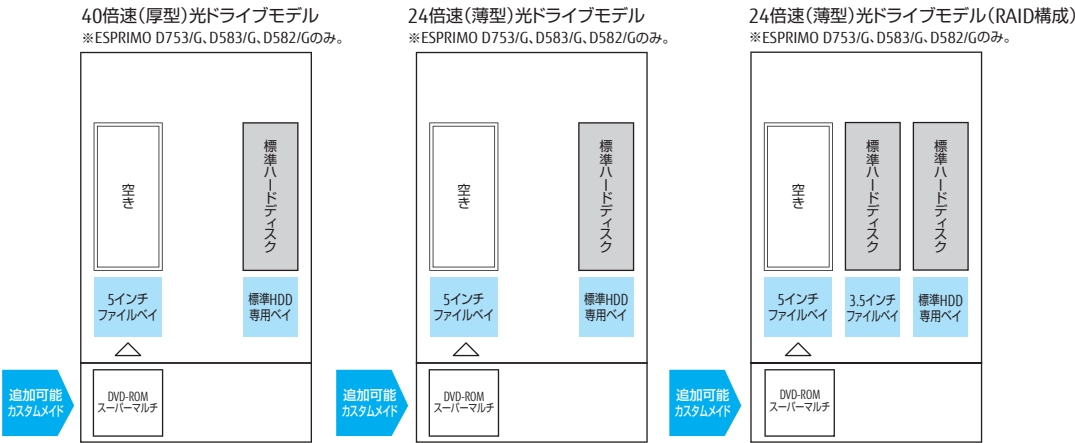 40倍速(厚型)光ドライブモデル
※ESPRIMO D753/G、D583/G、D582/Gのみ。
空き
標準ハードディスク
5インチ
ファイルベイ
標準HDD
専用ベイ
追加可能
カスタムメイド
DVD-ROM
スーパーマルチ
24倍速(薄型)光ドライブモデル
※ESPRIMO D753/G、D583/G、D582/Gのみ。
空き
標準ハードディスク
5インチ
ファイルベイ
標準HDD
専用ベイ
追加可能
カスタムメイド
DVD-ROM
スーパーマルチ
24倍速(薄型)光ドライブモデル(RAID構成)
※ESPRIMO D753/G、D583/G、D582/Gのみ。
空き
標準ハードディスク
標準ハードディスク
5インチ
ファイルベイ
3.5インチ
ファイルベイ
標準HDD
専用ベイ
追加可能
カスタムメイド
DVD-ROM
スーパーマルチ